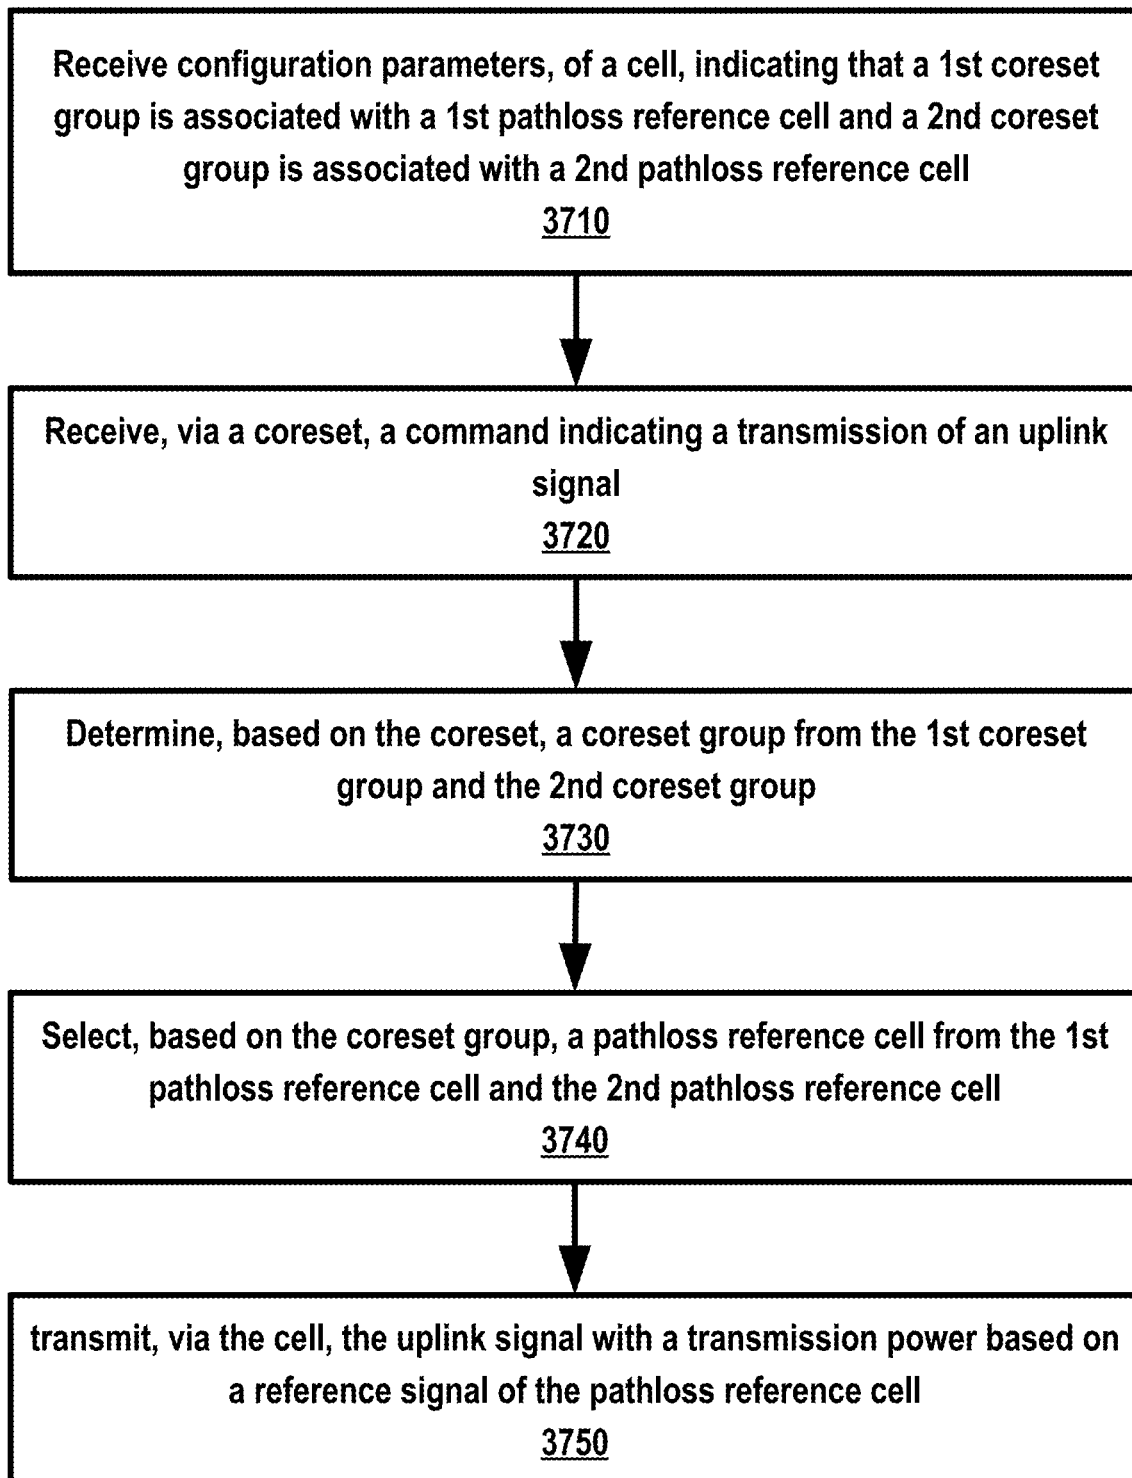 Receive configuration parameters, of a cell, indicating that a 1st coreset
group is associated with a 1st pathloss reference cell and a 2nd coreset
group is associated with a 2nd pathloss reference cell
3710
Receive, via a coreset, a command indicating a transmission of an uplink
signal
3720
Determine, based on the coreset, a coreset group from the 1st coreset
group and the 2nd coreset group
3730
Select, based on the coreset group, a pathloss reference cell from the 1st
pathloss reference cell and the 2nd pathloss reference cell
3740
transmit, via the cell, the uplink signal with a transmission power based on
a reference signal of the pathloss reference cell
3750